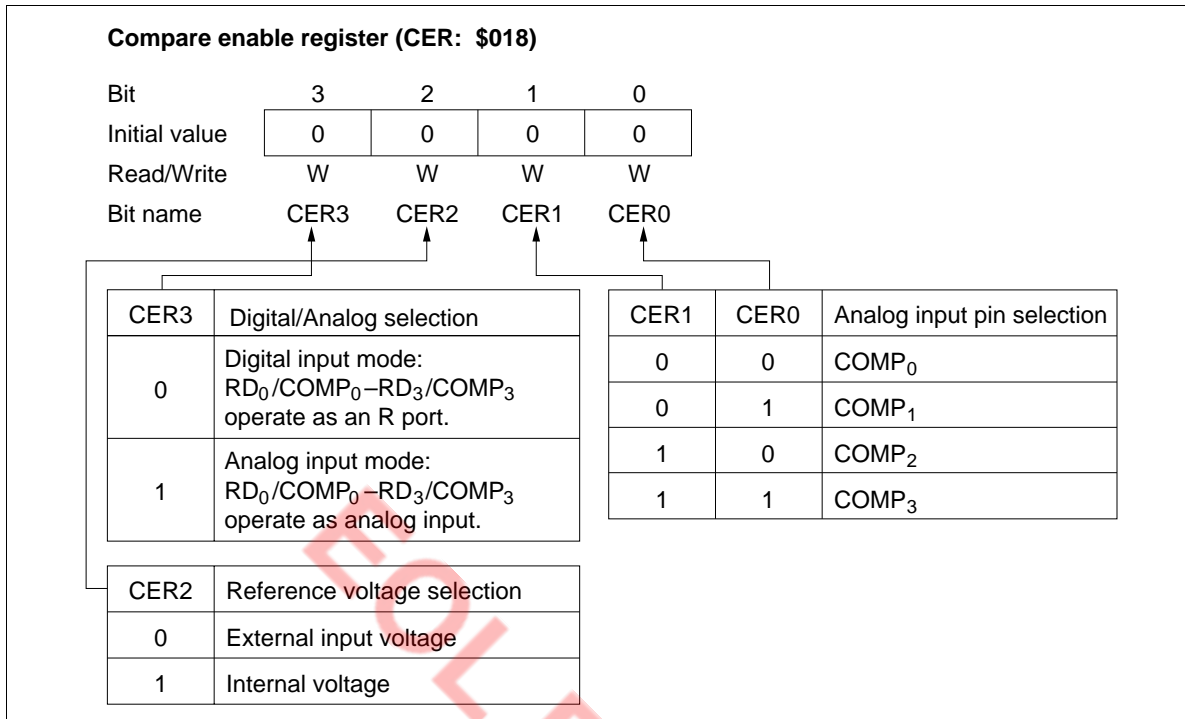 Compare enable register (CER: $018)
Bit 3 2 1 0
Initial value 0 0 0 0
Read/Write W W W W
Bit name CER3 CER2 CER1 CER0
CER3 Digital/Analog selection
0 Digital input mode:
RD0/COMP0–RD3/COMP3
operate as an R port.
1 Analog input mode:
RD0/COMP0–RD3/COMP3
operate as analog input.
CER2 Reference voltage selection
0 External input voltage
1 Internal voltage
CER1 CER0 Analog input pin selection
0 0 COMP0
0 1 COMP1
1 0 COMP2
1 1 COMP3
EOL